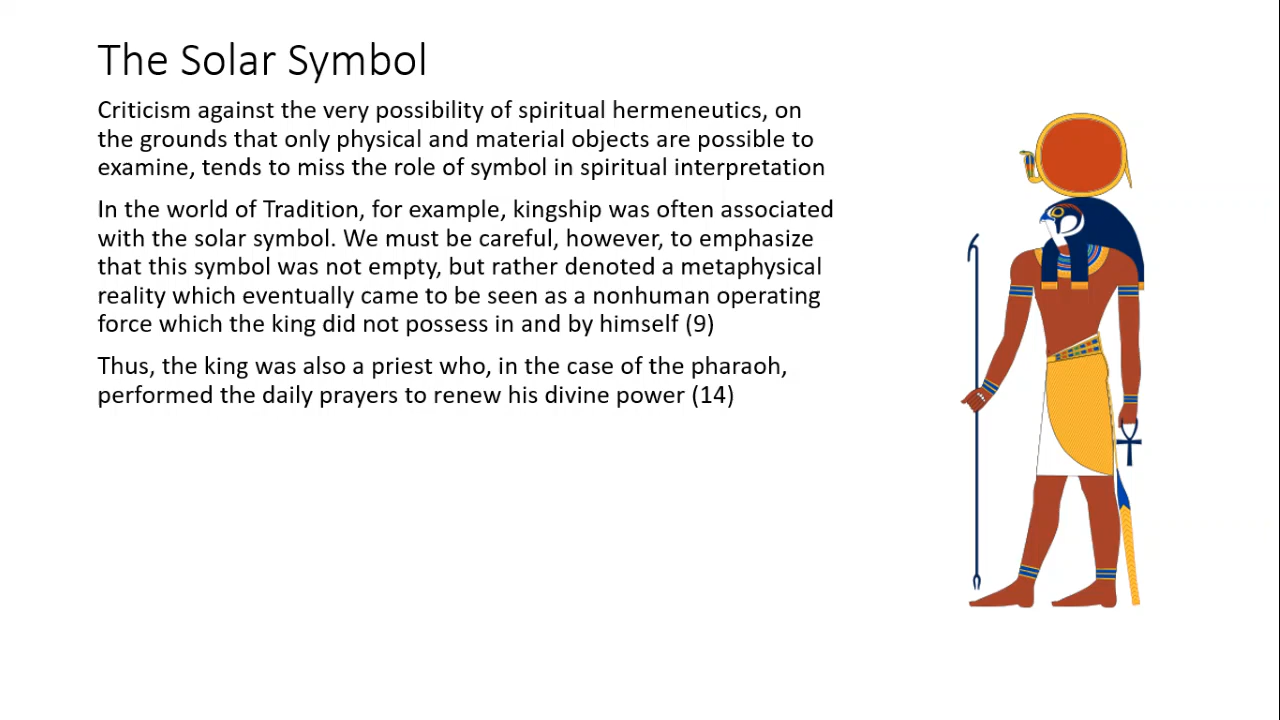 The Solar Symbol
Criticism against the very possibility of spiritual hermeneutics, on
the grounds that only physical and material objects are possible to
examine, tends to miss the role of symbol in spiritual interpretation
In the world of Tradition, for example, kingship was often associated
with the solar symbol. We must be careful, however, to emphasize
that this symbol was not empty, but rather denoted a metaphysical
reality which eventually came to be seen as a nonhuman operating
force which the king did not possess in and by himself (9)
Thus, the king was also a priest who, in the case of the pharaoh,
performed the daily prayers to renew his divine power (14)